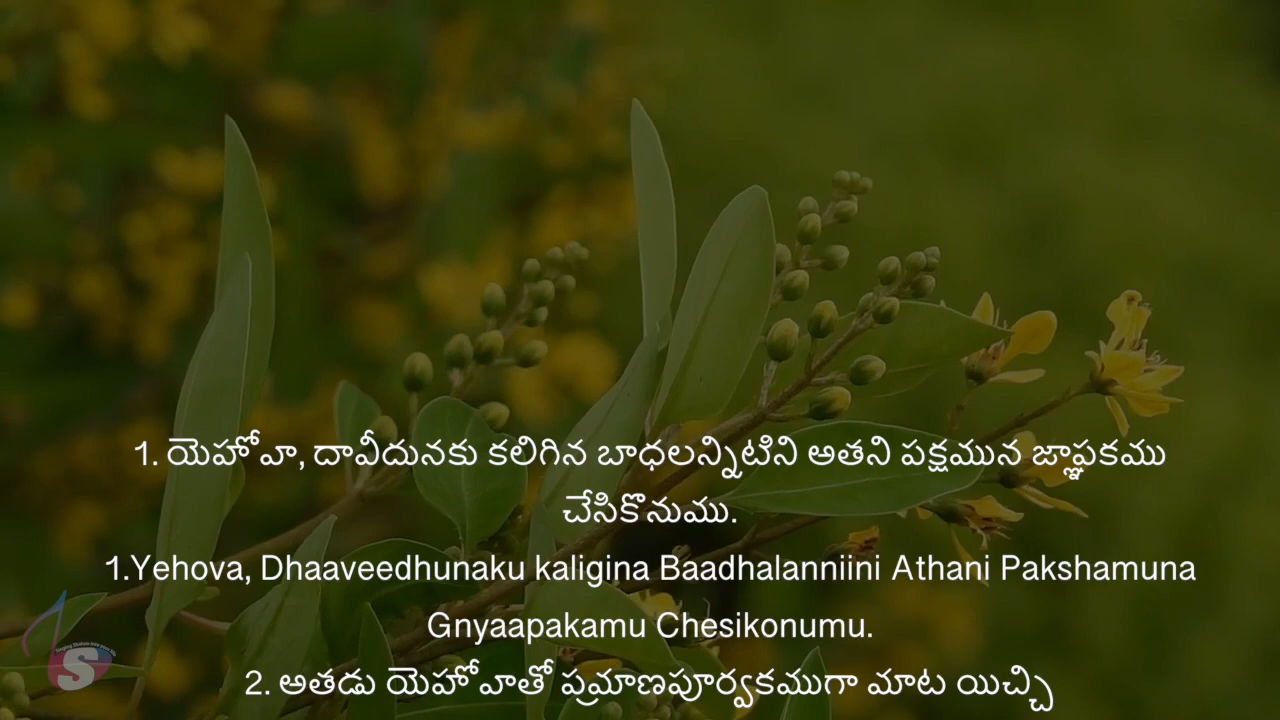 1. యెహోవా, దావీదునకు కలిగిన బాధలన్నిటిని అతని పక్షమున జ్ఞాపకము
చేసికొనుము.
1.Yehova, Dhaaveedhunaku kaligina Baadhalanniini Athani Pakshamuna
Gnyaapakamu Chesikonumu.
2. అతడు యెహోవాతో ప్రమాణపూర్వకముగా మాట యిచ్చి
S